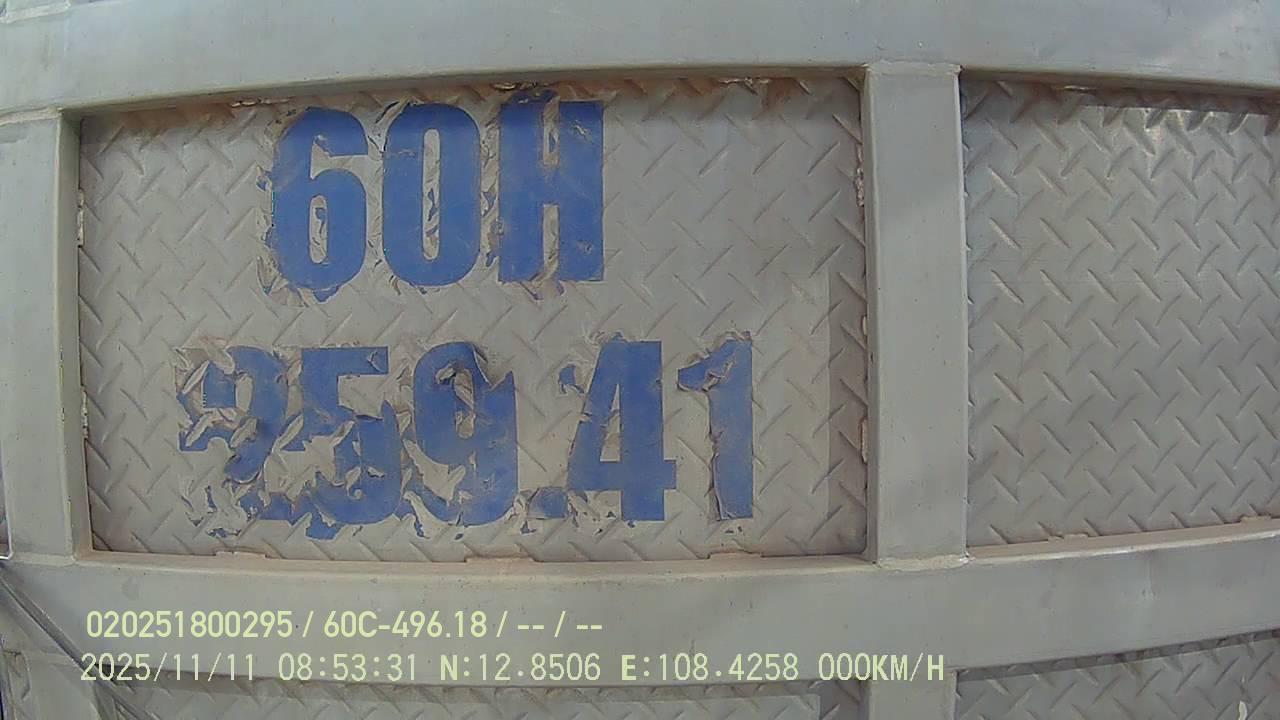 60H
259.41
020251800295 / 60C-496.18 / -- / --
2025/11/11 08:53:31 N:12.8506 E:108.4258 000KM/H